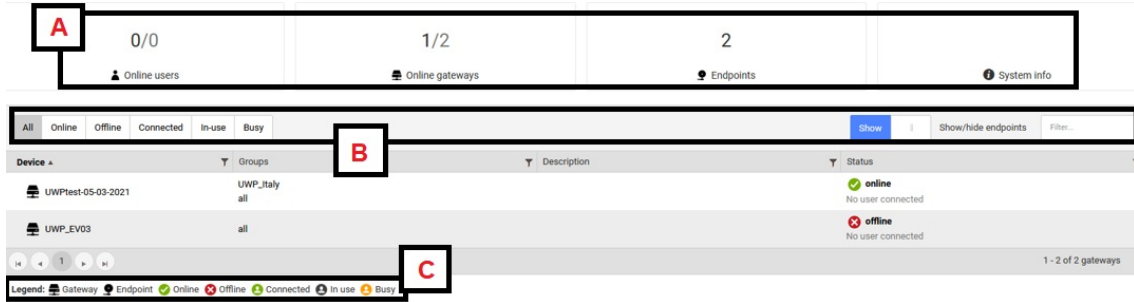 A
0/0
1/2
2
Online users
Online gateways
Endpoints
System info
All Online Offline Connected In-use Busy
Show
Show/hide endpoints
Filter...
B
Device Groups Description Status
UWPtest-05-03-2021
UWP_Italy
all
online
No user connected
UWP_EV03
all
offline
No user connected
1
1 - 2 of 2 gateways
C
Legend: Gateway Endpoint Online Offline Connected In use Busy